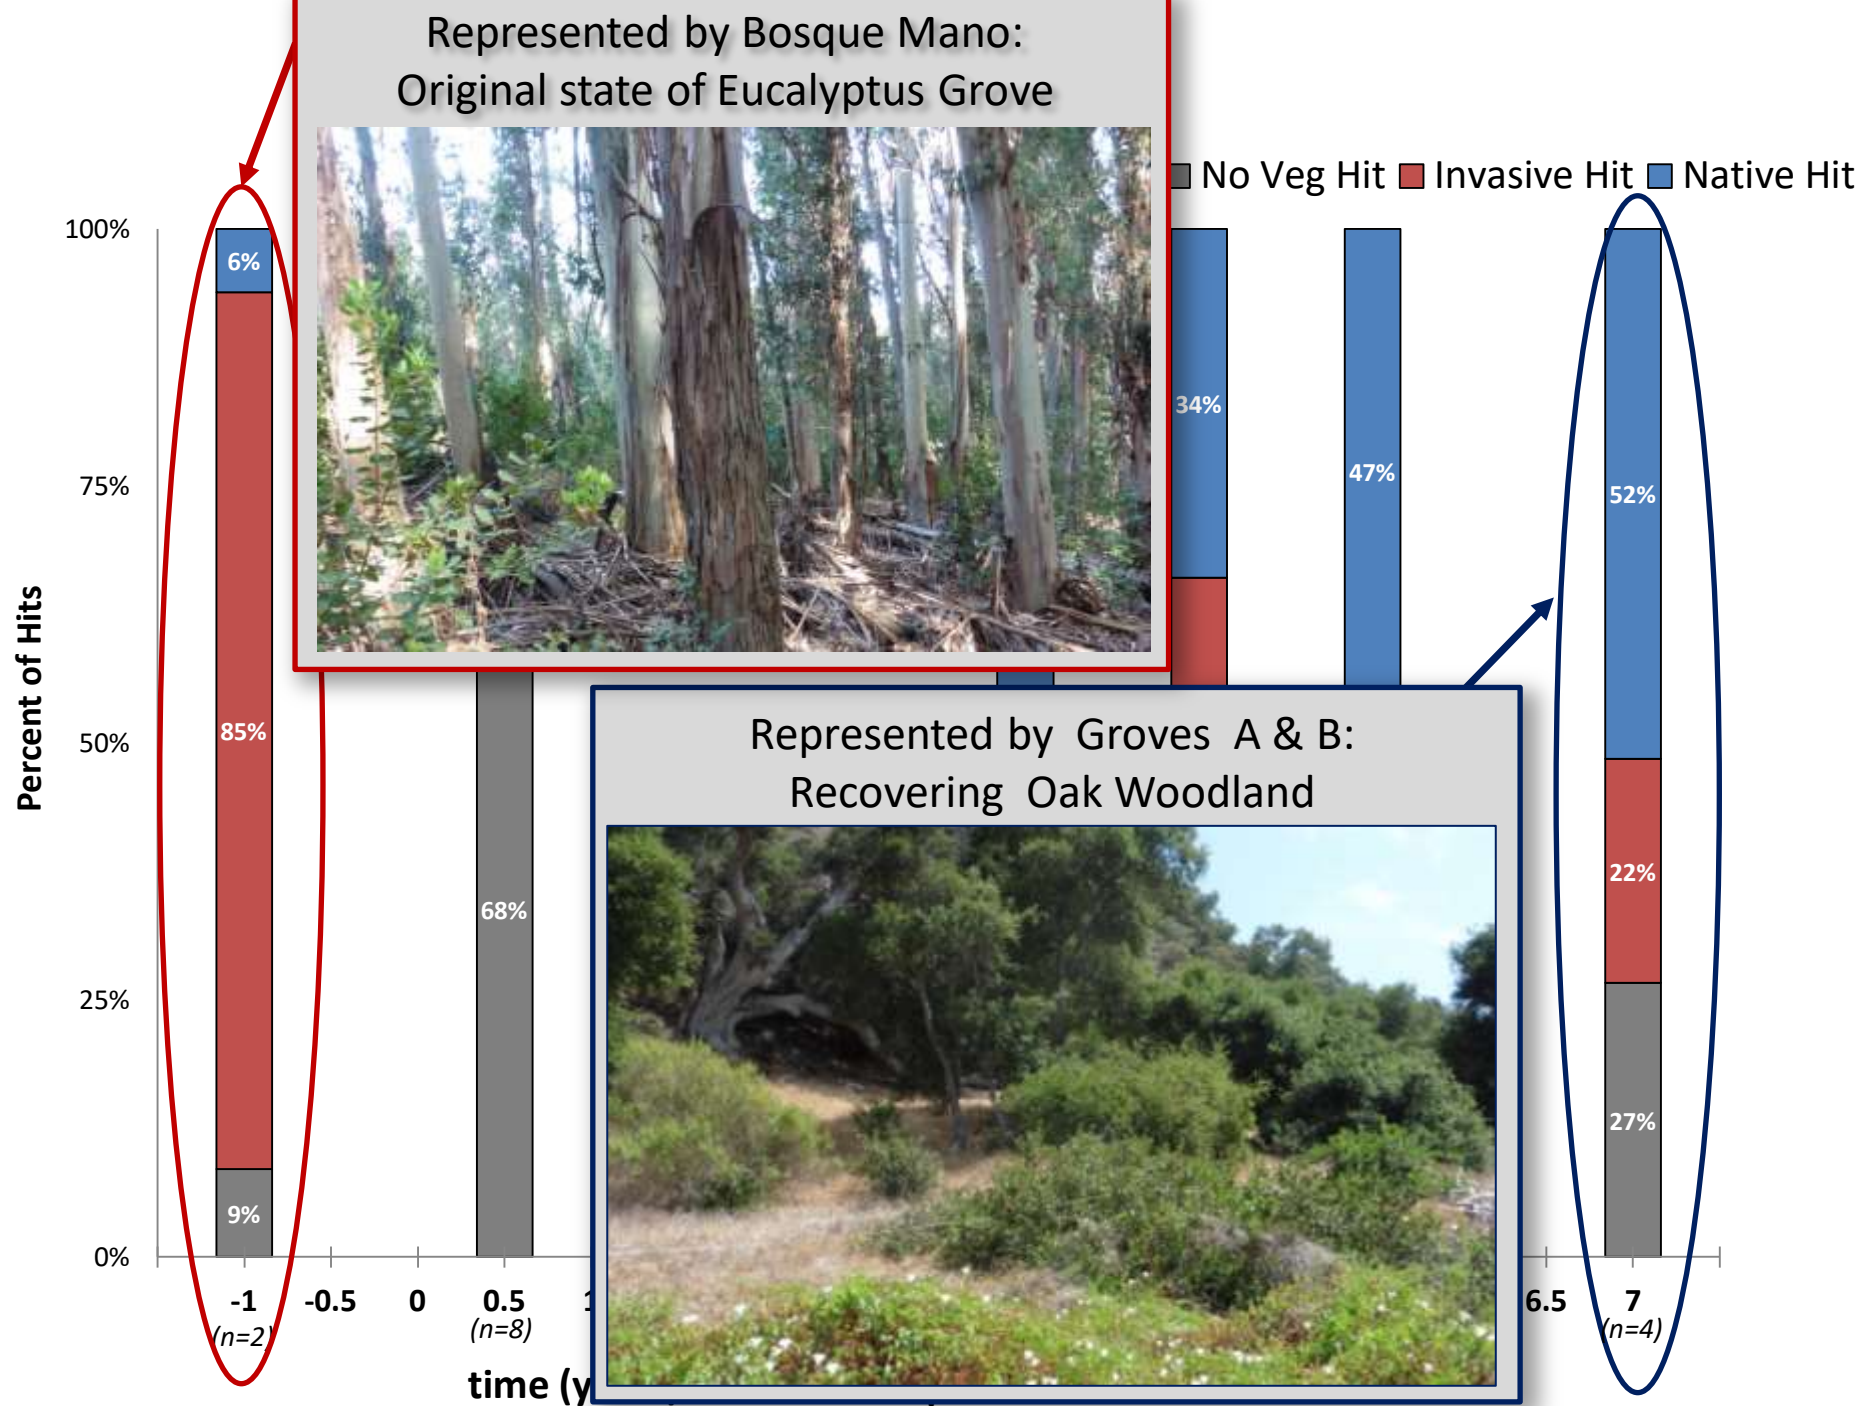 Represented by Bosque Mano:
Original state of Eucalyptus Grove
No Veg Hit Invasive Hit Native Hit
100%
75%
50%
25%
0%
Percent of Hits
6%
85%
9%
68%
34%
47%
52%
22%
27%
Represented by Groves A & B:
Recovering Oak Woodland
-1 -0.5 0 0.5 6.5 7
(n=2) (n=8) (n=4)
time